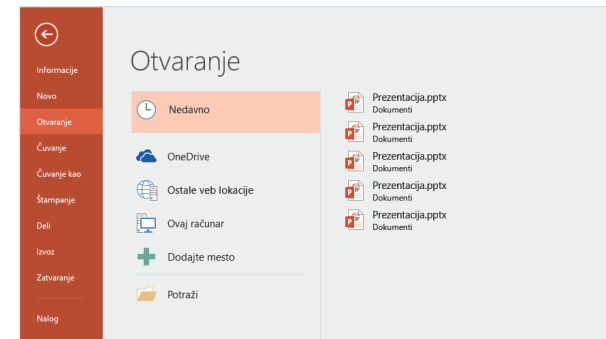 Informacije
Novo
Otvaranje
Čuvanje
Čuvanje kao
Štampanje
Deli
Izvoz
Zatvaranje
Nalog
Otvaranje
Nedavno
OneDrive
Ostale veb lokacije
Ovaj računar
Dodajte mesto
Potraži
Prezentacija.pptx
Dokumenti
Prezentacija.pptx
Dokumenti
Prezentacija.pptx
Dokumenti
Prezentacija.pptx
Dokumenti
Prezentacija.pptx
Dokumenti